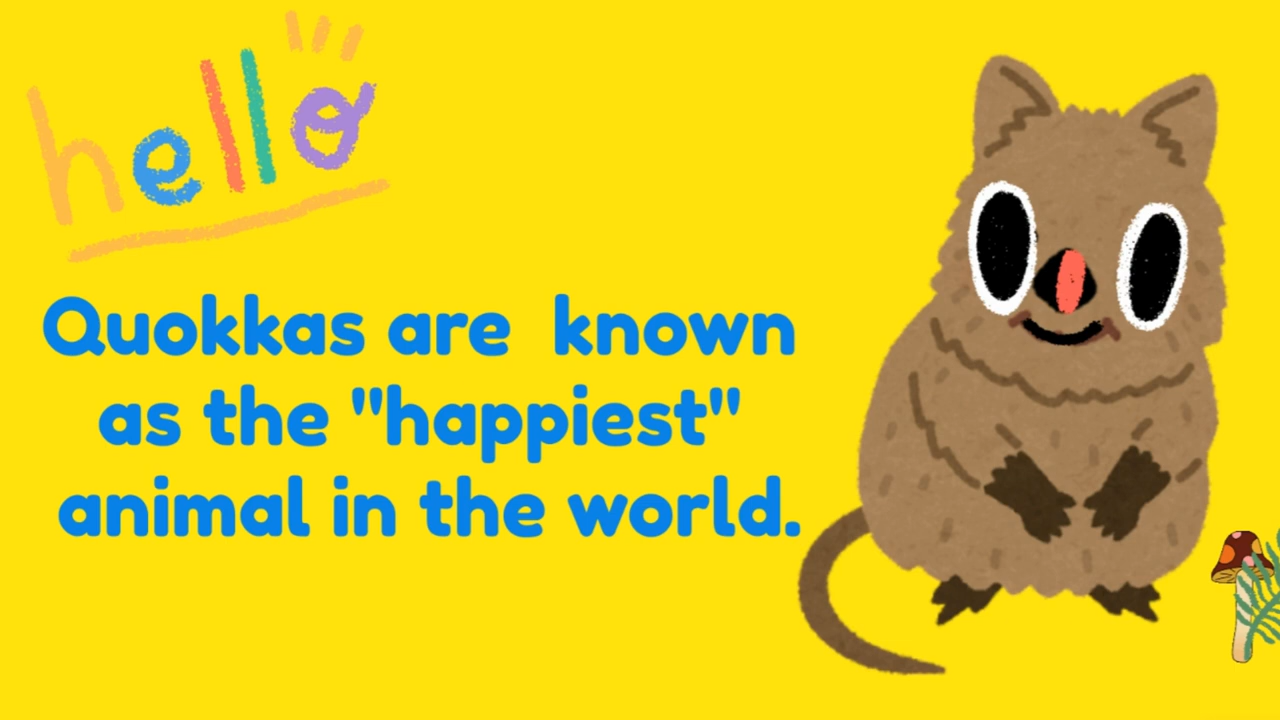 hello
Quokkas are  known
as the "happiest"
animal in the world.